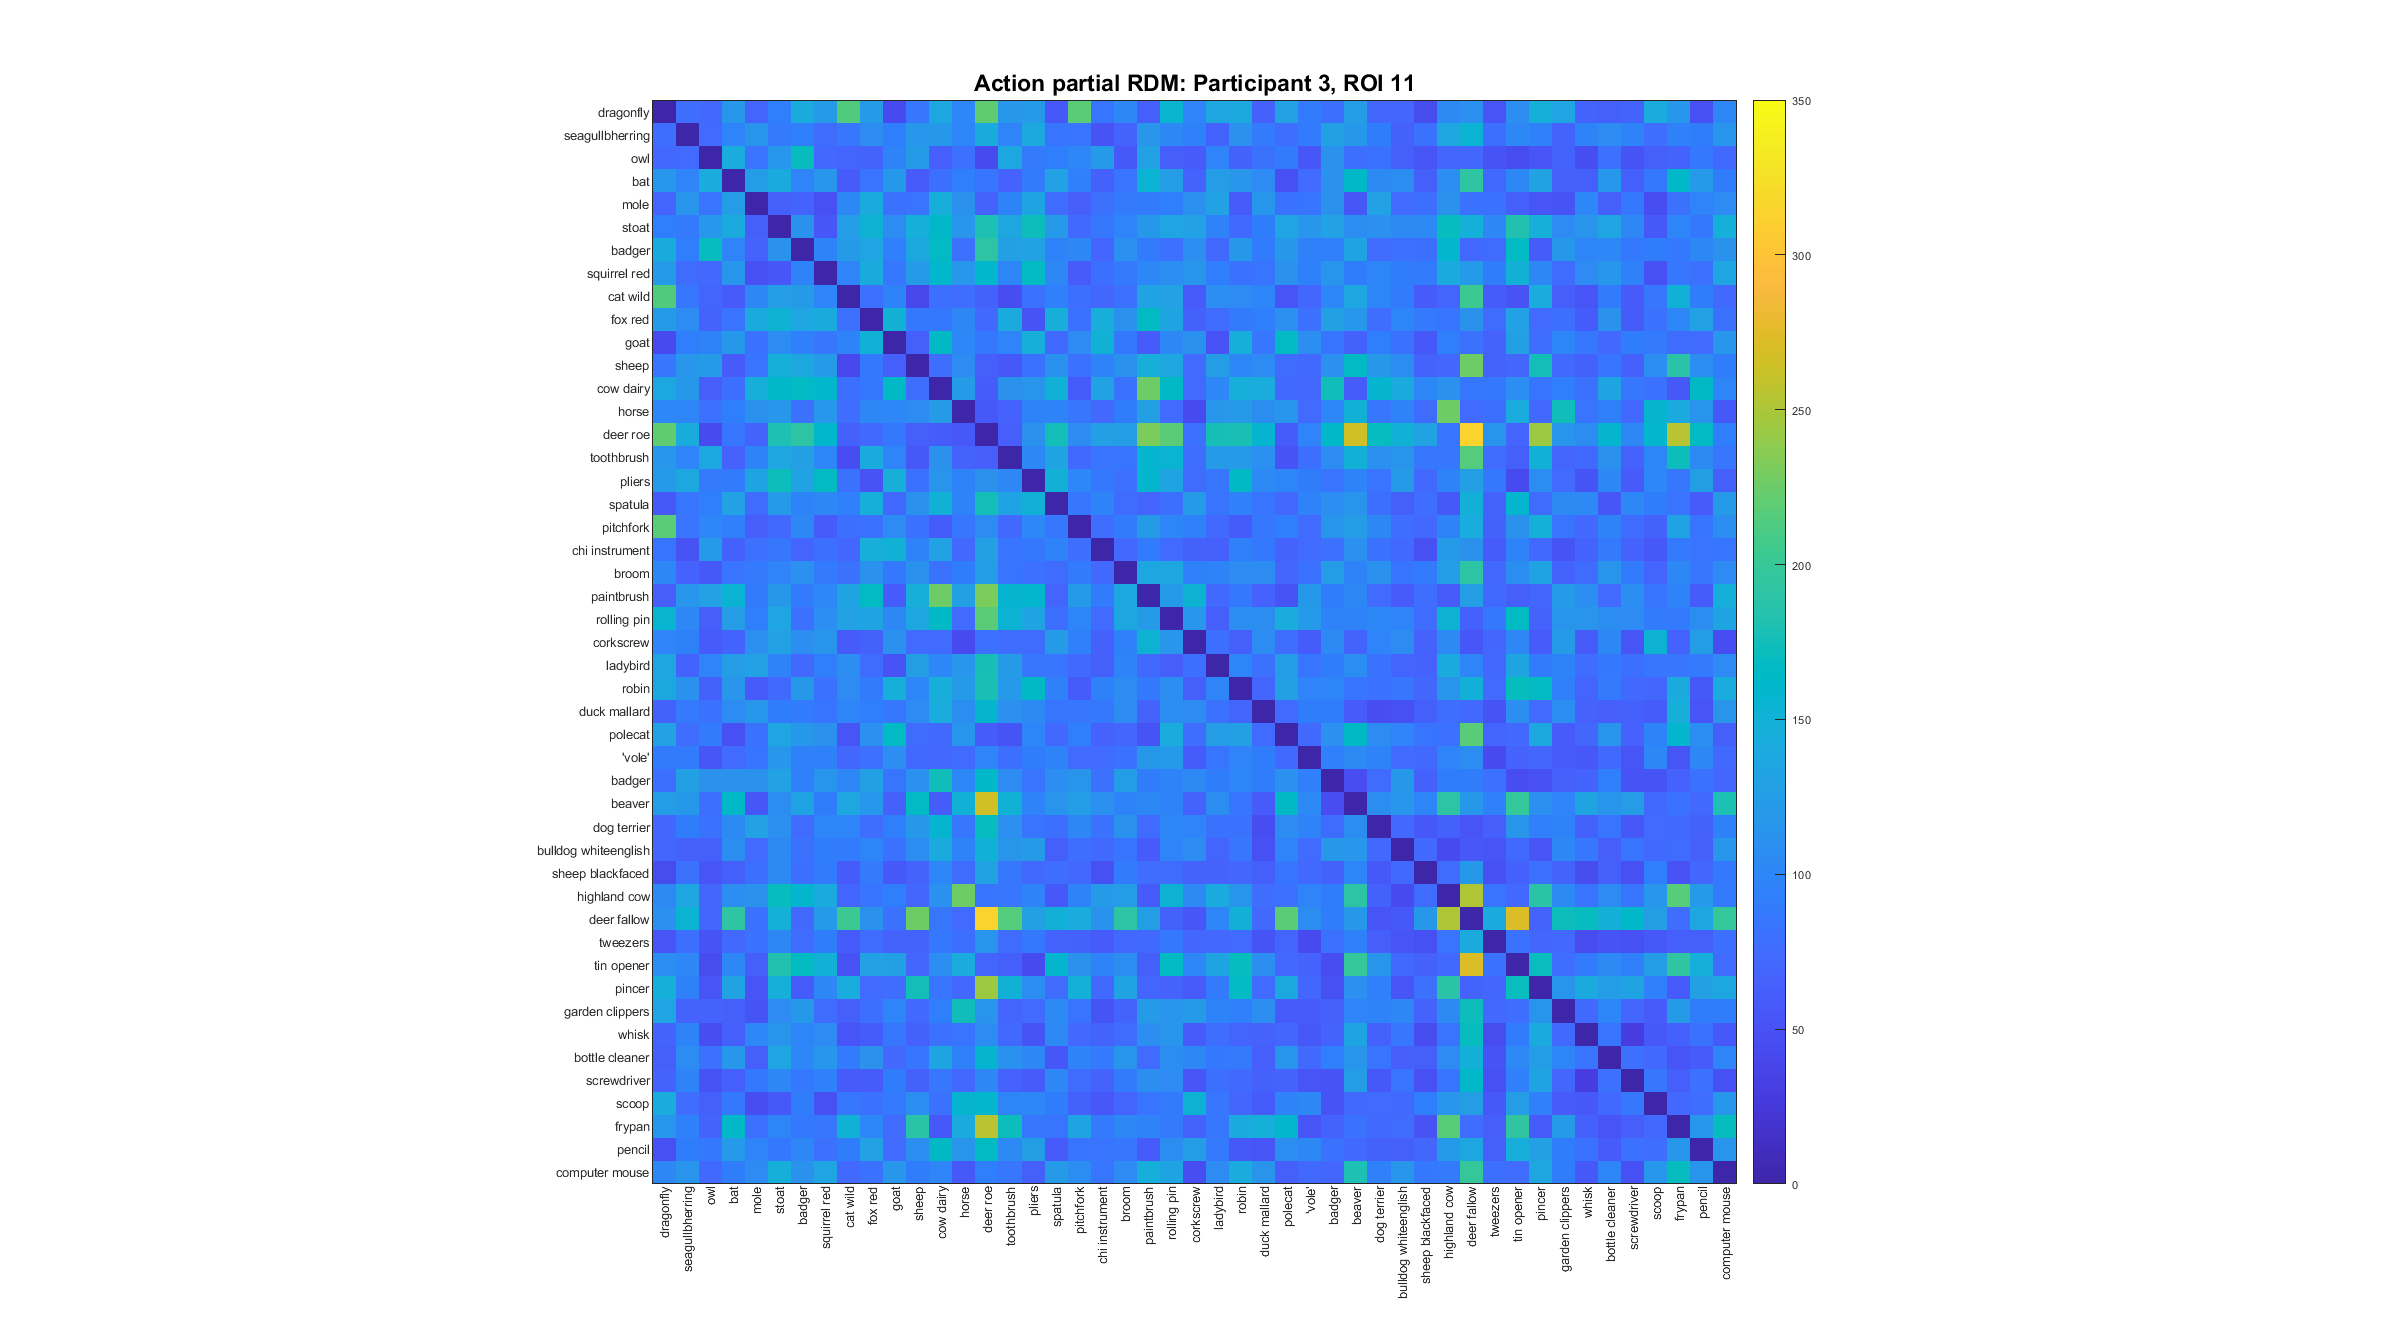 Action partial RDM: Participant 3, ROI 11
dragonfly
seagullbherring
owl
bat
mole
stoat
badger
squirrel red
cat wild
fox red
goat
sheep
cow dairy
horse
deer roe
toothbrush
pliers
spatula
pitchfork
chi instrument
broom
paintbrush
rolling pin
corkscrew
ladybird
robin
duck mallard
polecat
'vole'
badger
beaver
dog terrier
bulldog whiteenglish
sheep blackfaced
highland cow
deer fallow
tweezers
tin opener
pincer
garden clippers
whisk
bottle cleaner
screwdriver
scoop
frypan
pencil
computer mouse
dragonfly
seagullbherring
owl
bat
mole
stoat
badger
squirrel red
cat wild
fox red
goat
sheep
cow dairy
horse
deer roe
toothbrush
pliers
spatula
pitchfork
chi instrument
broom
paintbrush
rolling pin
corkscrew
ladybird
robin
duck mallard
polecat
'vole'
badger
beaver
dog terrier
bulldog whiteenglish
sheep blackfaced
highland cow
deer fallow
tweezers
tin opener
pincer
garden clippers
whisk
bottle cleaner
screwdriver
scoop
frypan
pencil
computer mouse
350
300
250
200
150
100
50
0